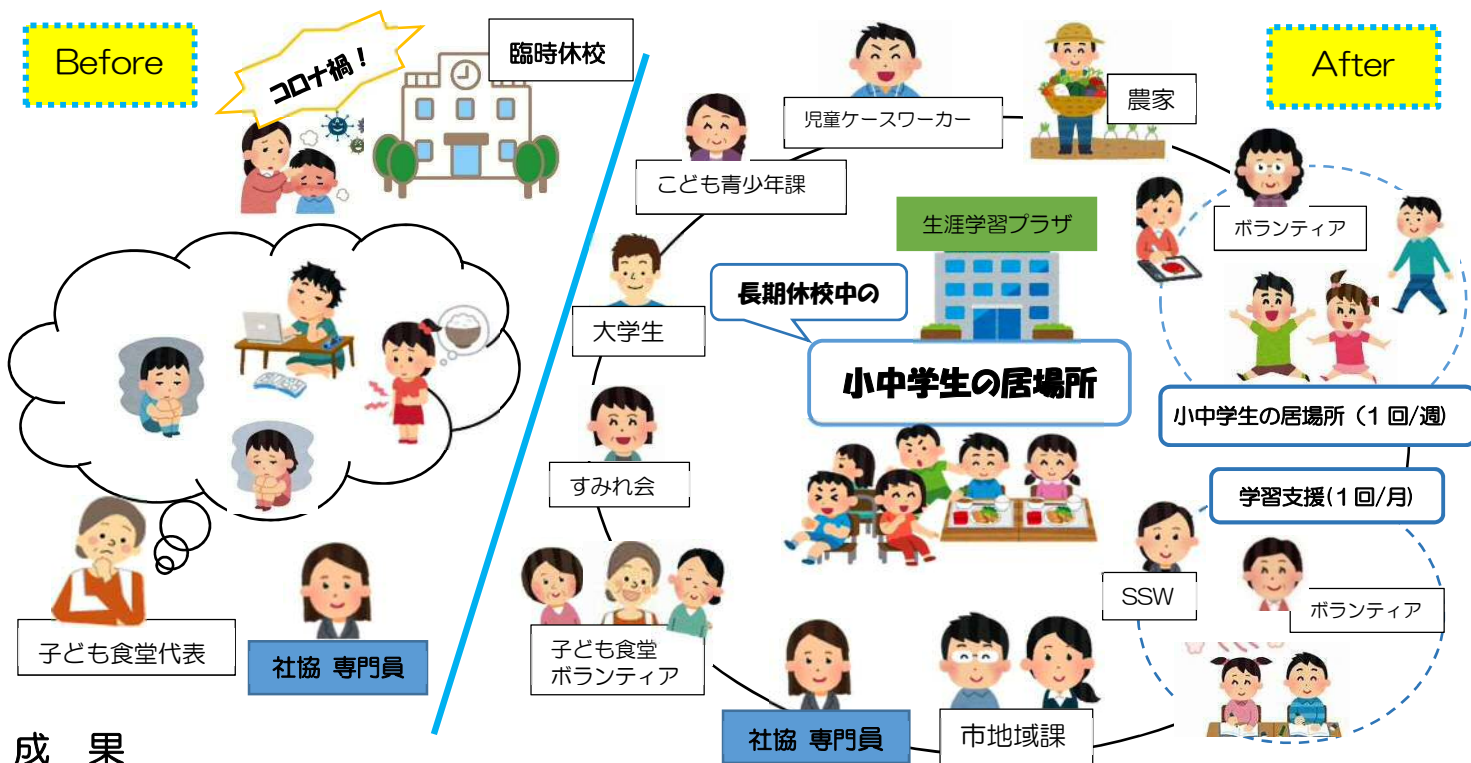 Before
コロナ禍！
臨時休校
子ども食堂代表
社協 専門員
After
児童ケースワーカー
農家
こども青少年課
ボランティア
生涯学習プラザ
大学生
長期休校中の
小中学生の居場所
小中学生の居場所（1回/週）
すみれ会
学習支援(1回/月)
SSW
ボランティア
子ども食堂
ボランティア
社協 専門員
市地域課
成 果